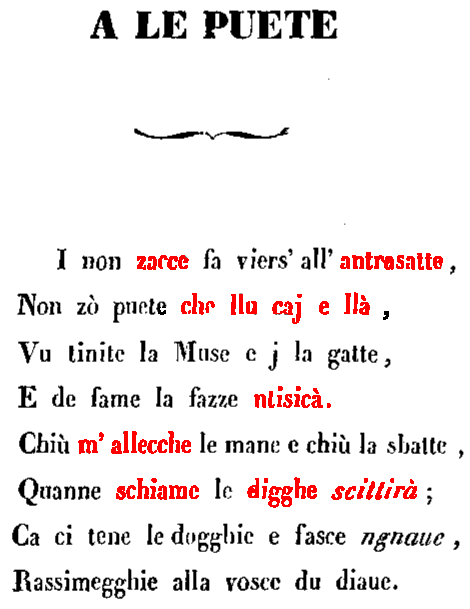 A LE PUETE
I non zacce fa viers' all' antrasatte,
Non zò puete che llu caj e llà,
Vu tinite la Muse e j la gatte,
E de fame la fazze ntisicà.
Chiù m' allecche le mane e chiù la sbatte,
Quanne schiame le digghe scittirà;
Ca ci tene le dogghie e fasce ngnaue,
Rassimegghie alla vosce du diaue.